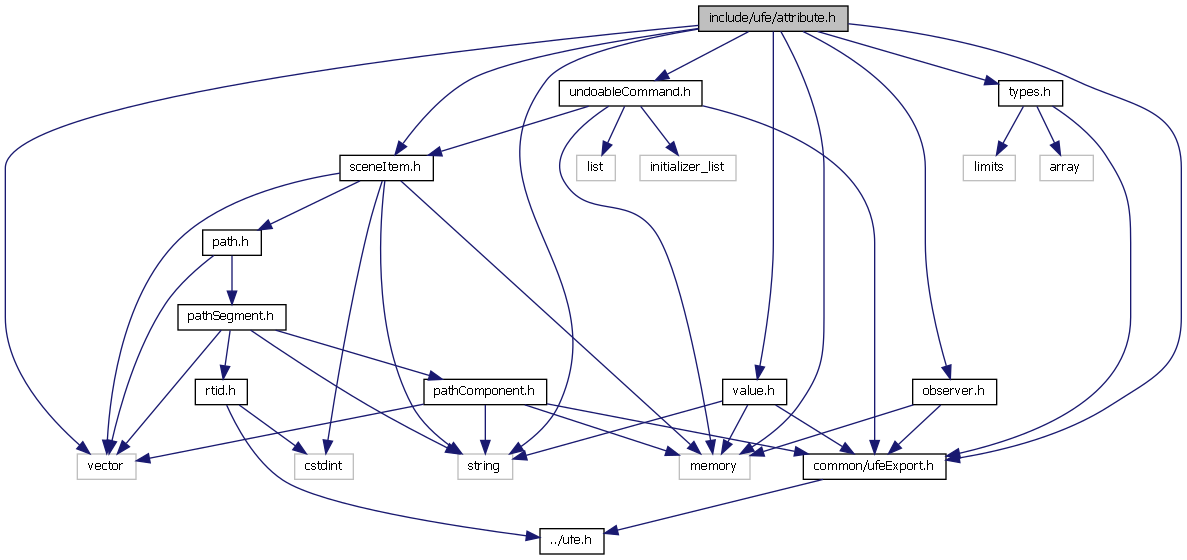 include/ufe/attribute.h
undoableCommand.h
types.h
sceneItem.h
list
initializer_list
limits
array
path.h
pathSegment.h
rtid.h
pathComponent.h
value.h
observer.h
vector
cstdint
string
memory
common/ufeExport.h
../ufe.h